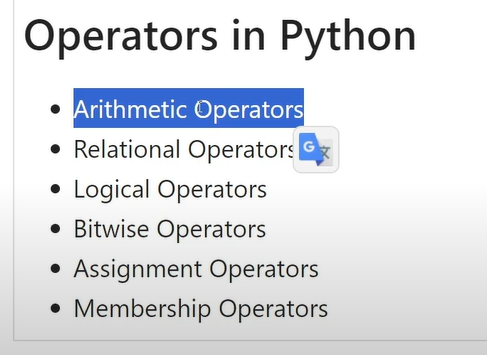 Operators in Python
Arithmetic Operators
Relational Operators
Logical Operators
Bitwise Operators
Assignment Operators
Membership Operators